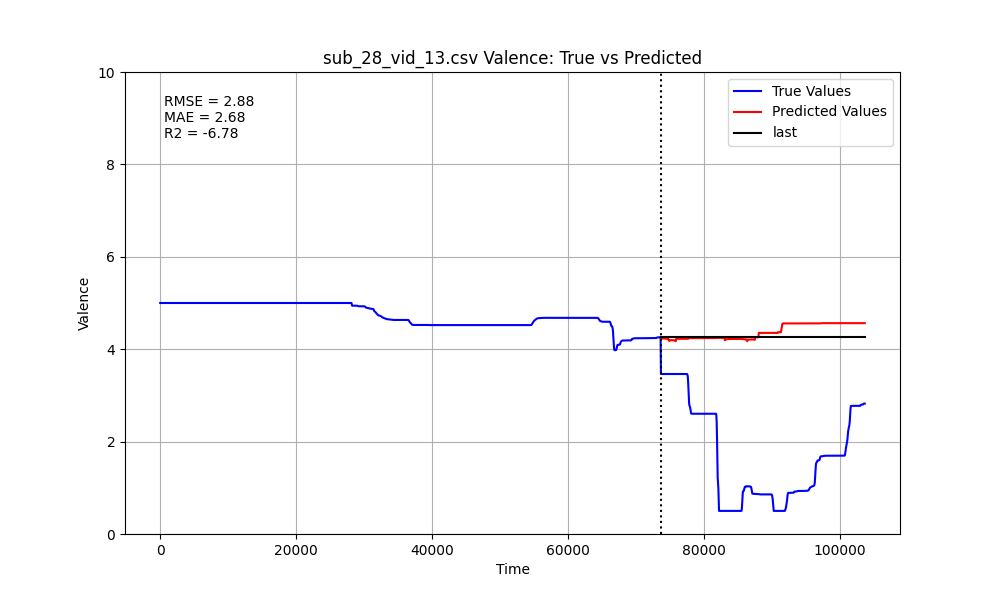 sub_28_vid_13.csv Valence: True vs Predicted
RMSE = 2.88
MAE = 2.68
R2 = -6.78
True Values
Predicted Values
last
Valence
10
8
6
4
2
0
0
20000
40000
60000
80000
100000
Time